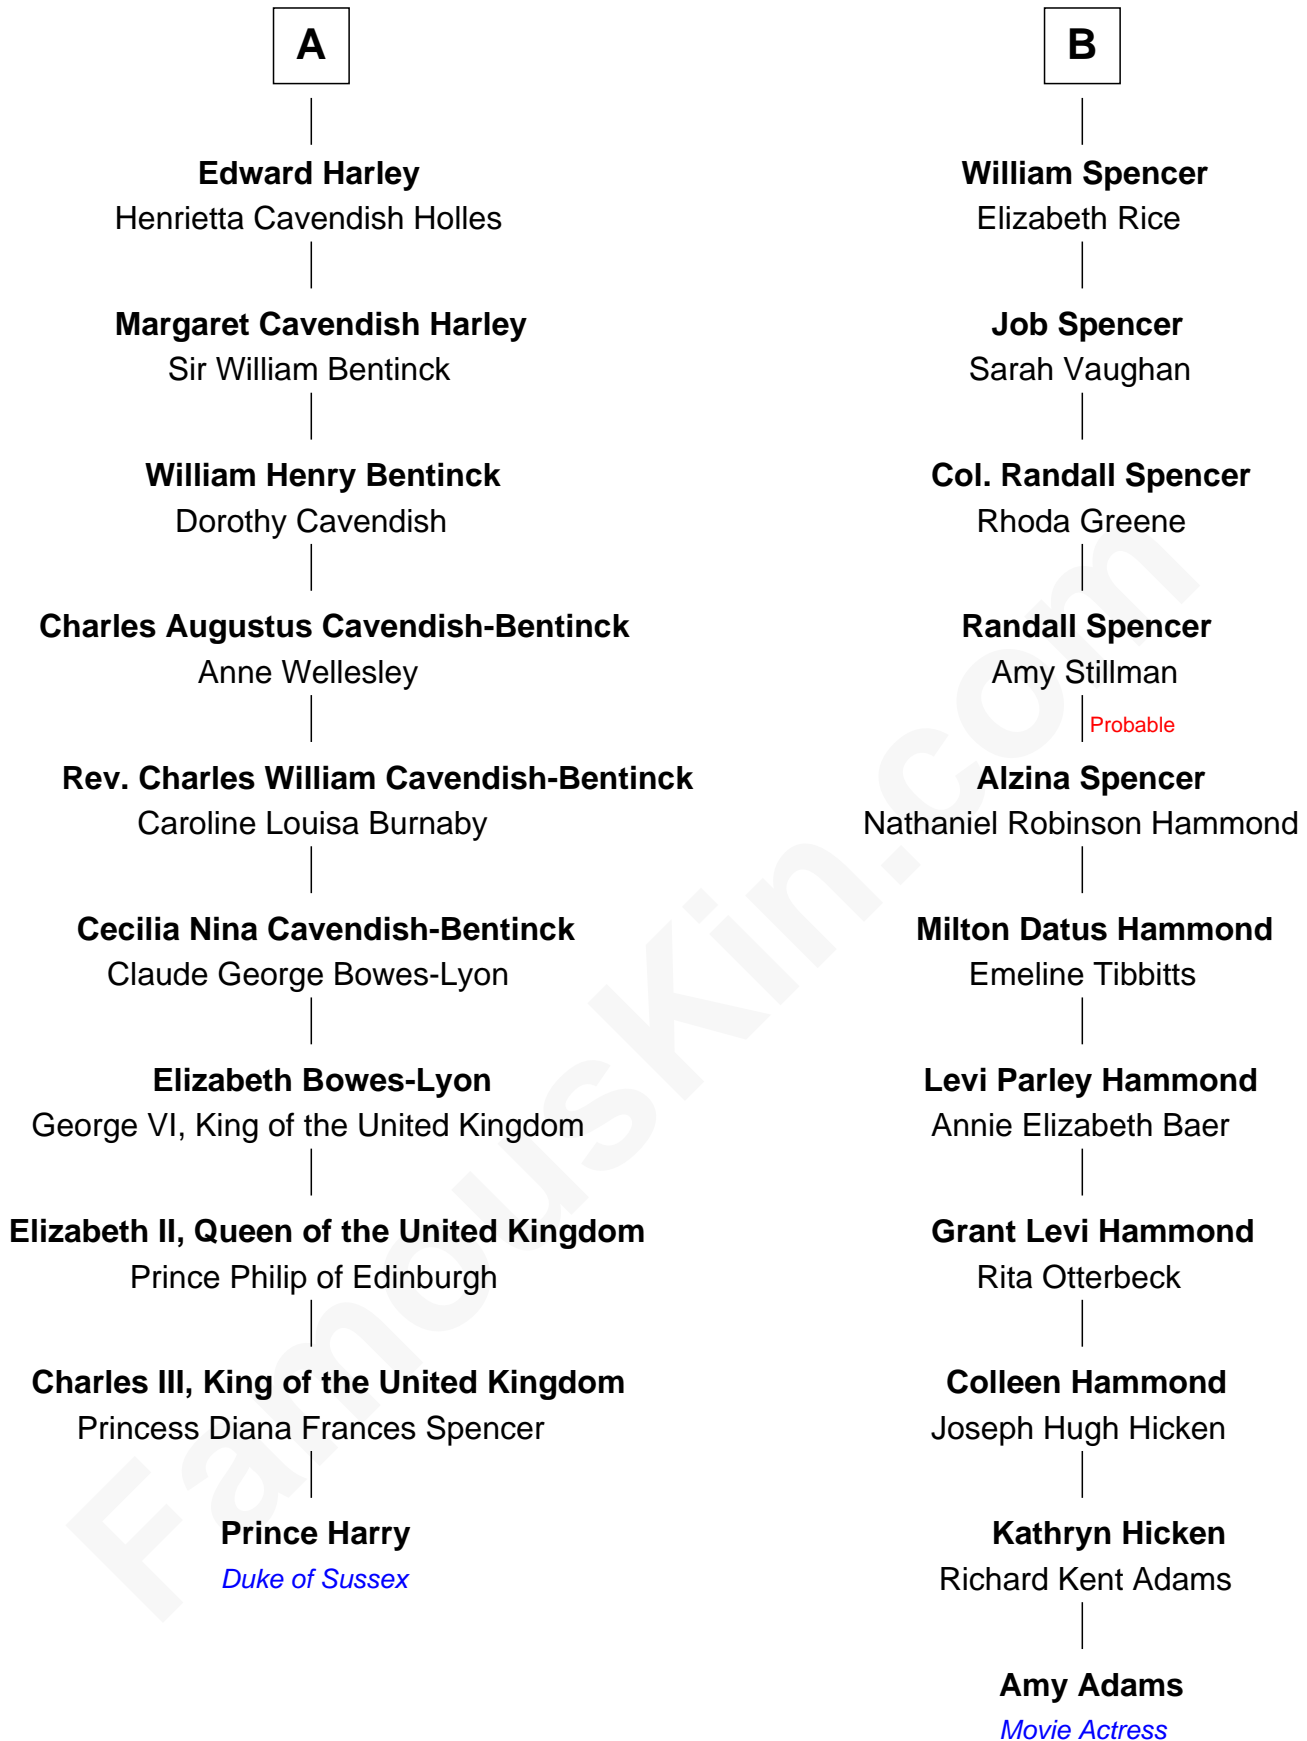 A
Edward Harley
Henrietta Cavendish Holles
Margaret Cavendish Harley
Sir William Bentinck
William Henry Bentinck
Dorothy Cavendish
Charles Augustus Cavendish-Bentinck
Anne Wellesley
Rev. Charles William Cavendish-Bentinck
Caroline Louisa Burnaby
Cecilia Nina Cavendish-Bentinck
Claude George Bowes-Lyon
Elizabeth Bowes-Lyon
George VI, King of the United Kingdom
Elizabeth II, Queen of the United Kingdom
Prince Philip of Edinburgh
Charles III, King of the United Kingdom
Princess Diana Frances Spencer
Prince Harry
Duke of Sussex
B
William Spencer
Elizabeth Rice
Job Spencer
Sarah Vaughan
Col. Randall Spencer
Rhoda Greene
Randall Spencer
Amy Stillman
Probable
Alzina Spencer
Nathaniel Robinson Hammond
Milton Datus Hammond
Emeline Tibbitts
Levi Parley Hammond
Annie Elizabeth Baer
Grant Levi Hammond
Rita Otterbeck
Colleen Hammond
Joseph Hugh Hicken
Kathryn Hicken
Richard Kent Adams
Amy Adams
Movie Actress
FamousKin.com